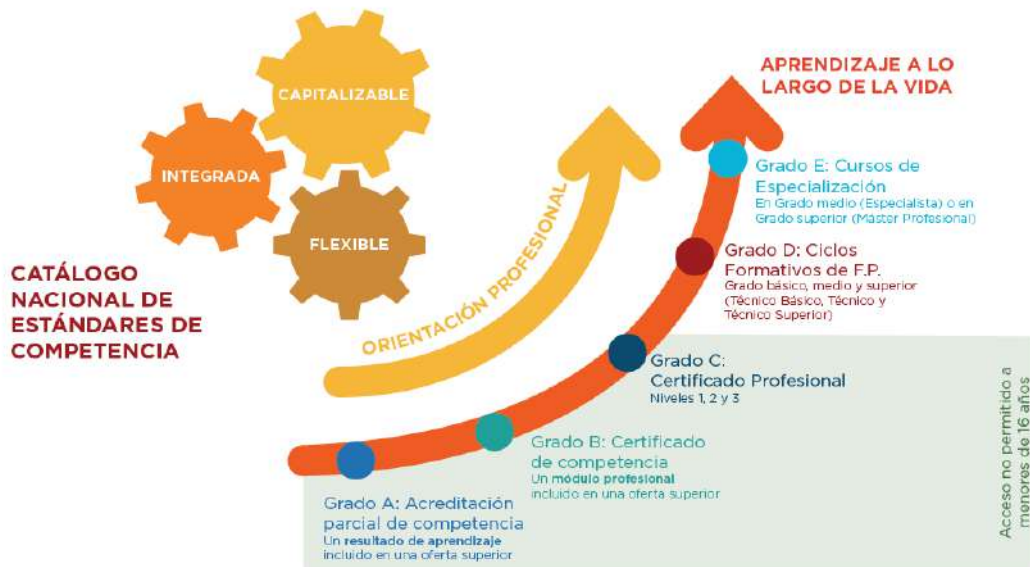 CAPITALIZABLE
INTEGRADA
FLEXIBLE
CATÁLOGO
NACIONAL DE
ESTÁNDARES DE
COMPETENCIA
ORIENTACIÓN PROFESIONAL
APRENDIZAJE A LO
LARGO DE LA VIDA
Grado E: Cursos de
Especialización
En Grado medio (Especialista) o en
Grado superior (Máster Profesional)
Grado D: Ciclos
Formativos de F.P.
Grado básico, medio y superior
(Técnico Básico, Técnico y
Técnico Superior)
Grado C:
Certificado Profesional
Niveles 1, 2 y 3
Grado B: Certificado
de competencia
Un módulo profesional
incluido en una oferta superior
Grado A: Acreditación
parcial de competencia
Un resultado de aprendizaje
incluido en una oferta superior
Acceso no permitido a
menores de 16 años